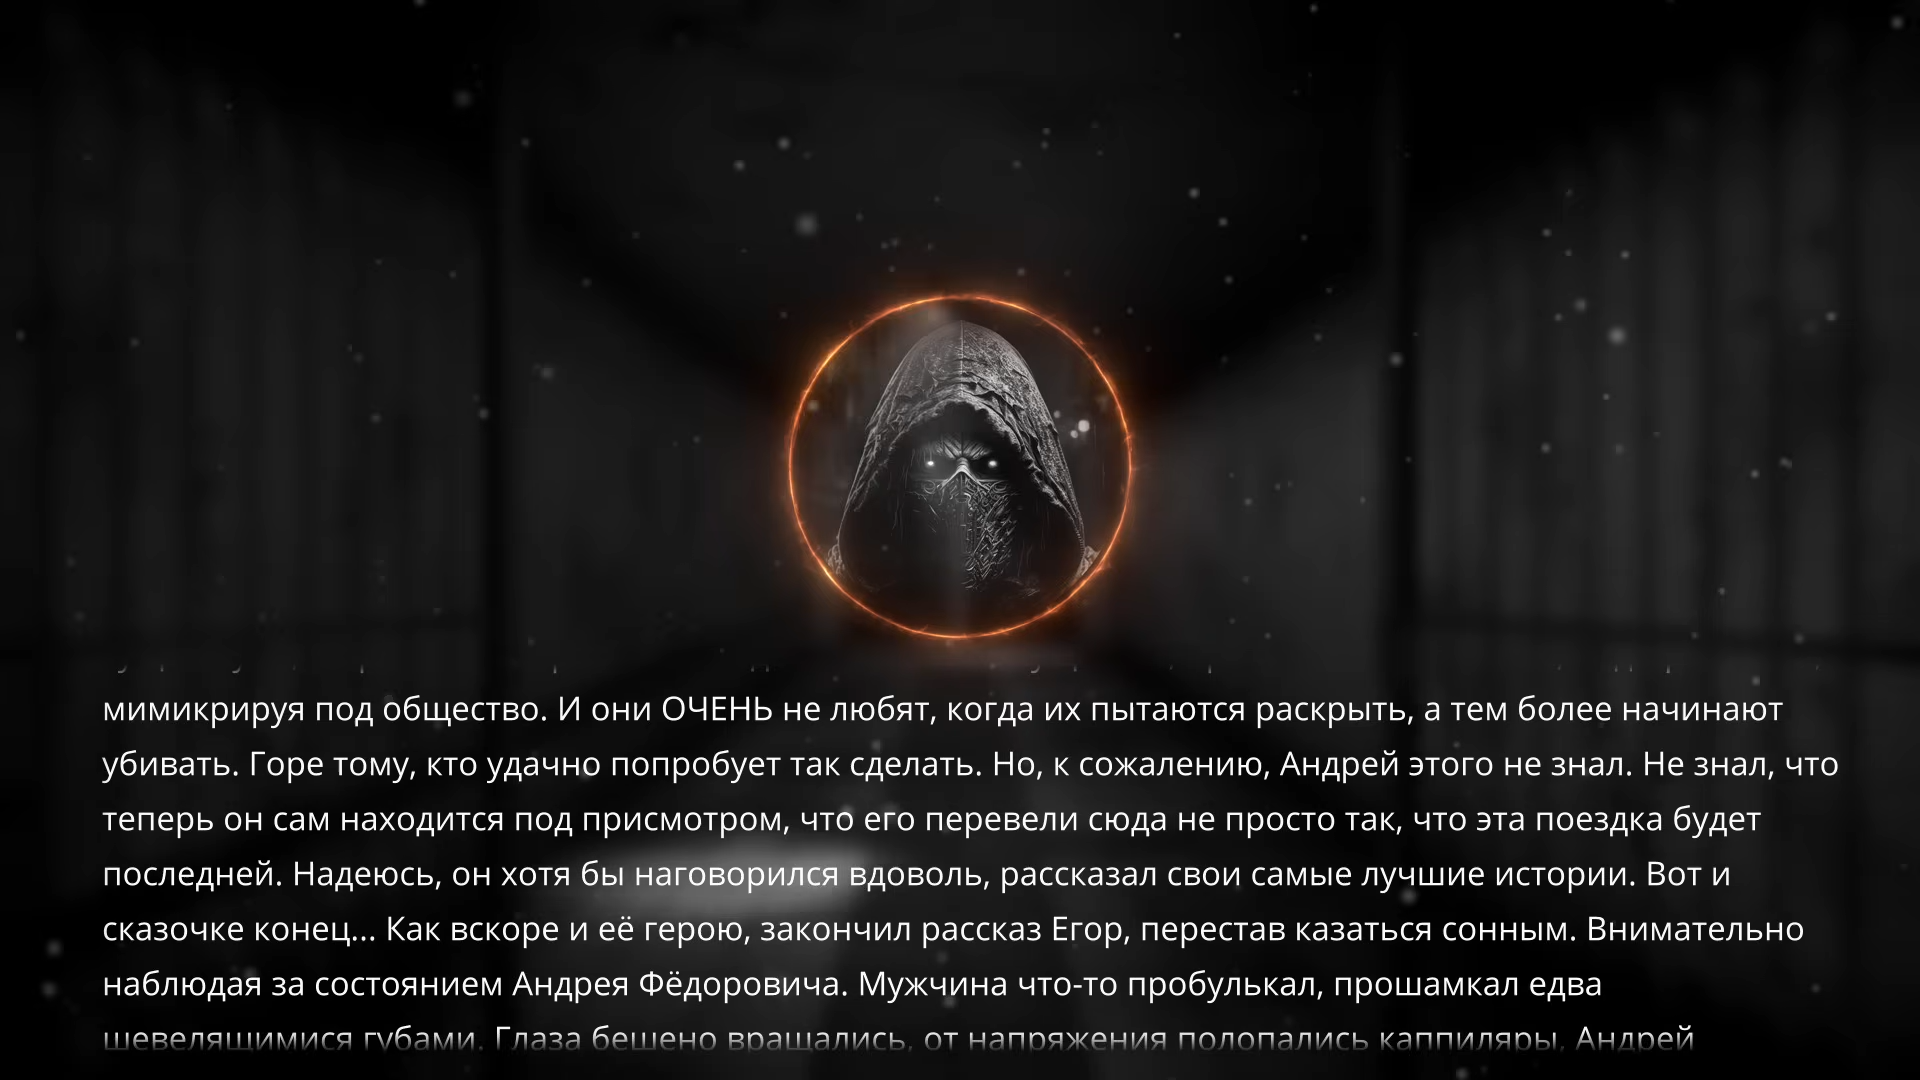 мимикрируя под общество. И они ОЧЕНЬ не любят, когда их пытаются раскрыть, а тем более начинают
убивать. Горе тому, кто удачно попробует так сделать. Но, к сожалению, Андрей этого не знал. Не знал, что
теперь он сам находится под присмотром, что его перевели сюда не просто так, что эта поездка будет
последней. Надеюсь, он хотя бы наговорился вдоволь, рассказал свои самые лучшие истории. Вот и
сказочке конец... Как вскоре и её герою, закончил рассказ Егор, перестав казаться сонным. Внимательно
наблюдая за состоянием Андрея Фёдоровича. Мужчина что-то пробулькал, прошамкал едва
шевелящимися губами. Глаза бешено вращались, от напряжения полопались каппиляры, Андрей